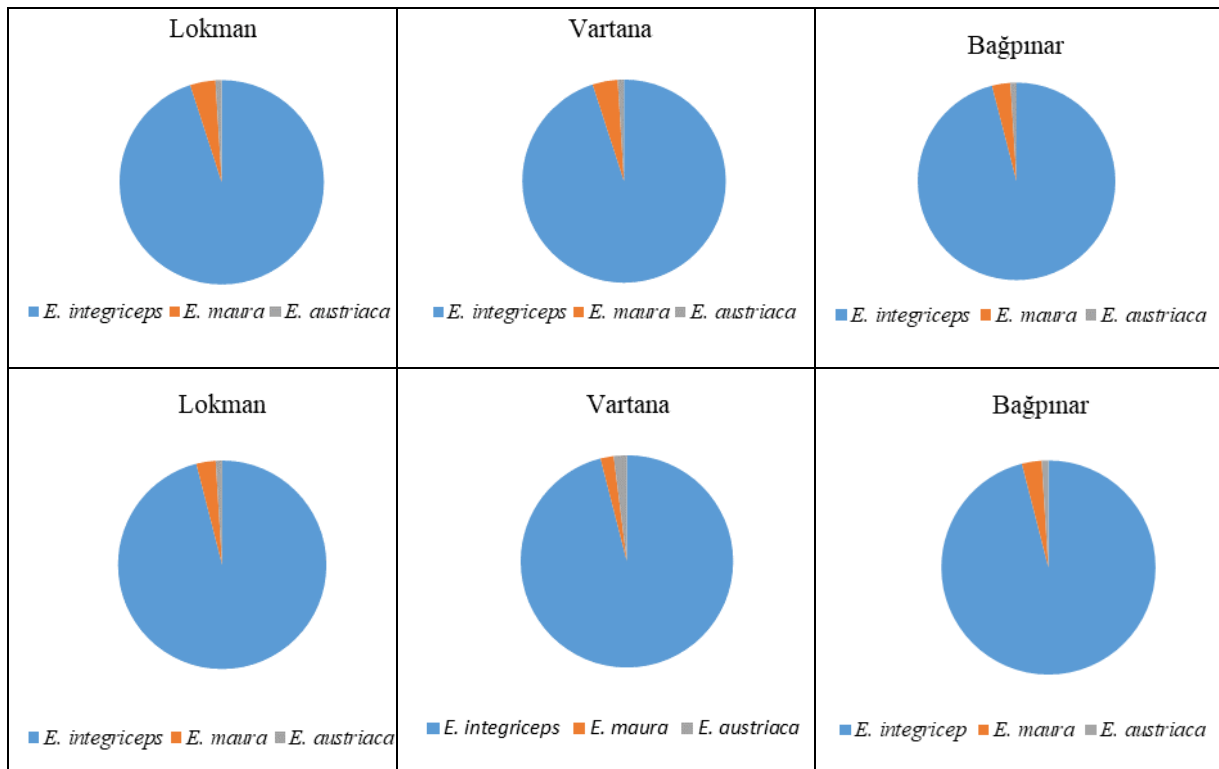 Lokman
E. integriceps E. maura E. austriaca
Vartana
E. integriceps E. maura E. austriaca
Bağpınar
E. integriceps E. maura E. austriaca
Lokman
E. integriceps E. maura E. austriaca
Vartana
E. integriceps E. maura E. austriaca
Bağpınar
E. integricep E. maura E. austriaca